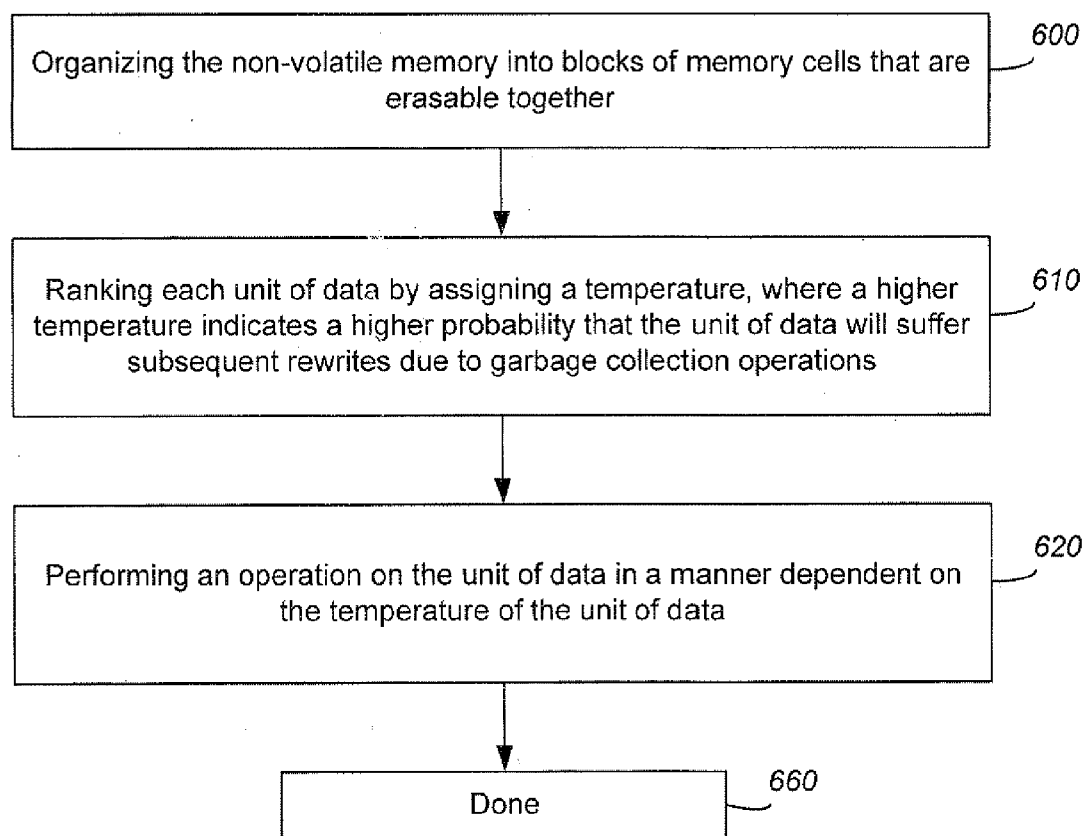 600
Organizing the non-volatile memory into blocks of memory cells that are
erasable together
610
Ranking each unit of data by assigning a temperature, where a higher
temperature indicates a higher probability that the unit of data will suffer
subsequent rewrites due to garbage collection operations
620
Performing an operation on the unit of data in a manner dependent on
the temperature of the unit of data
660
Done